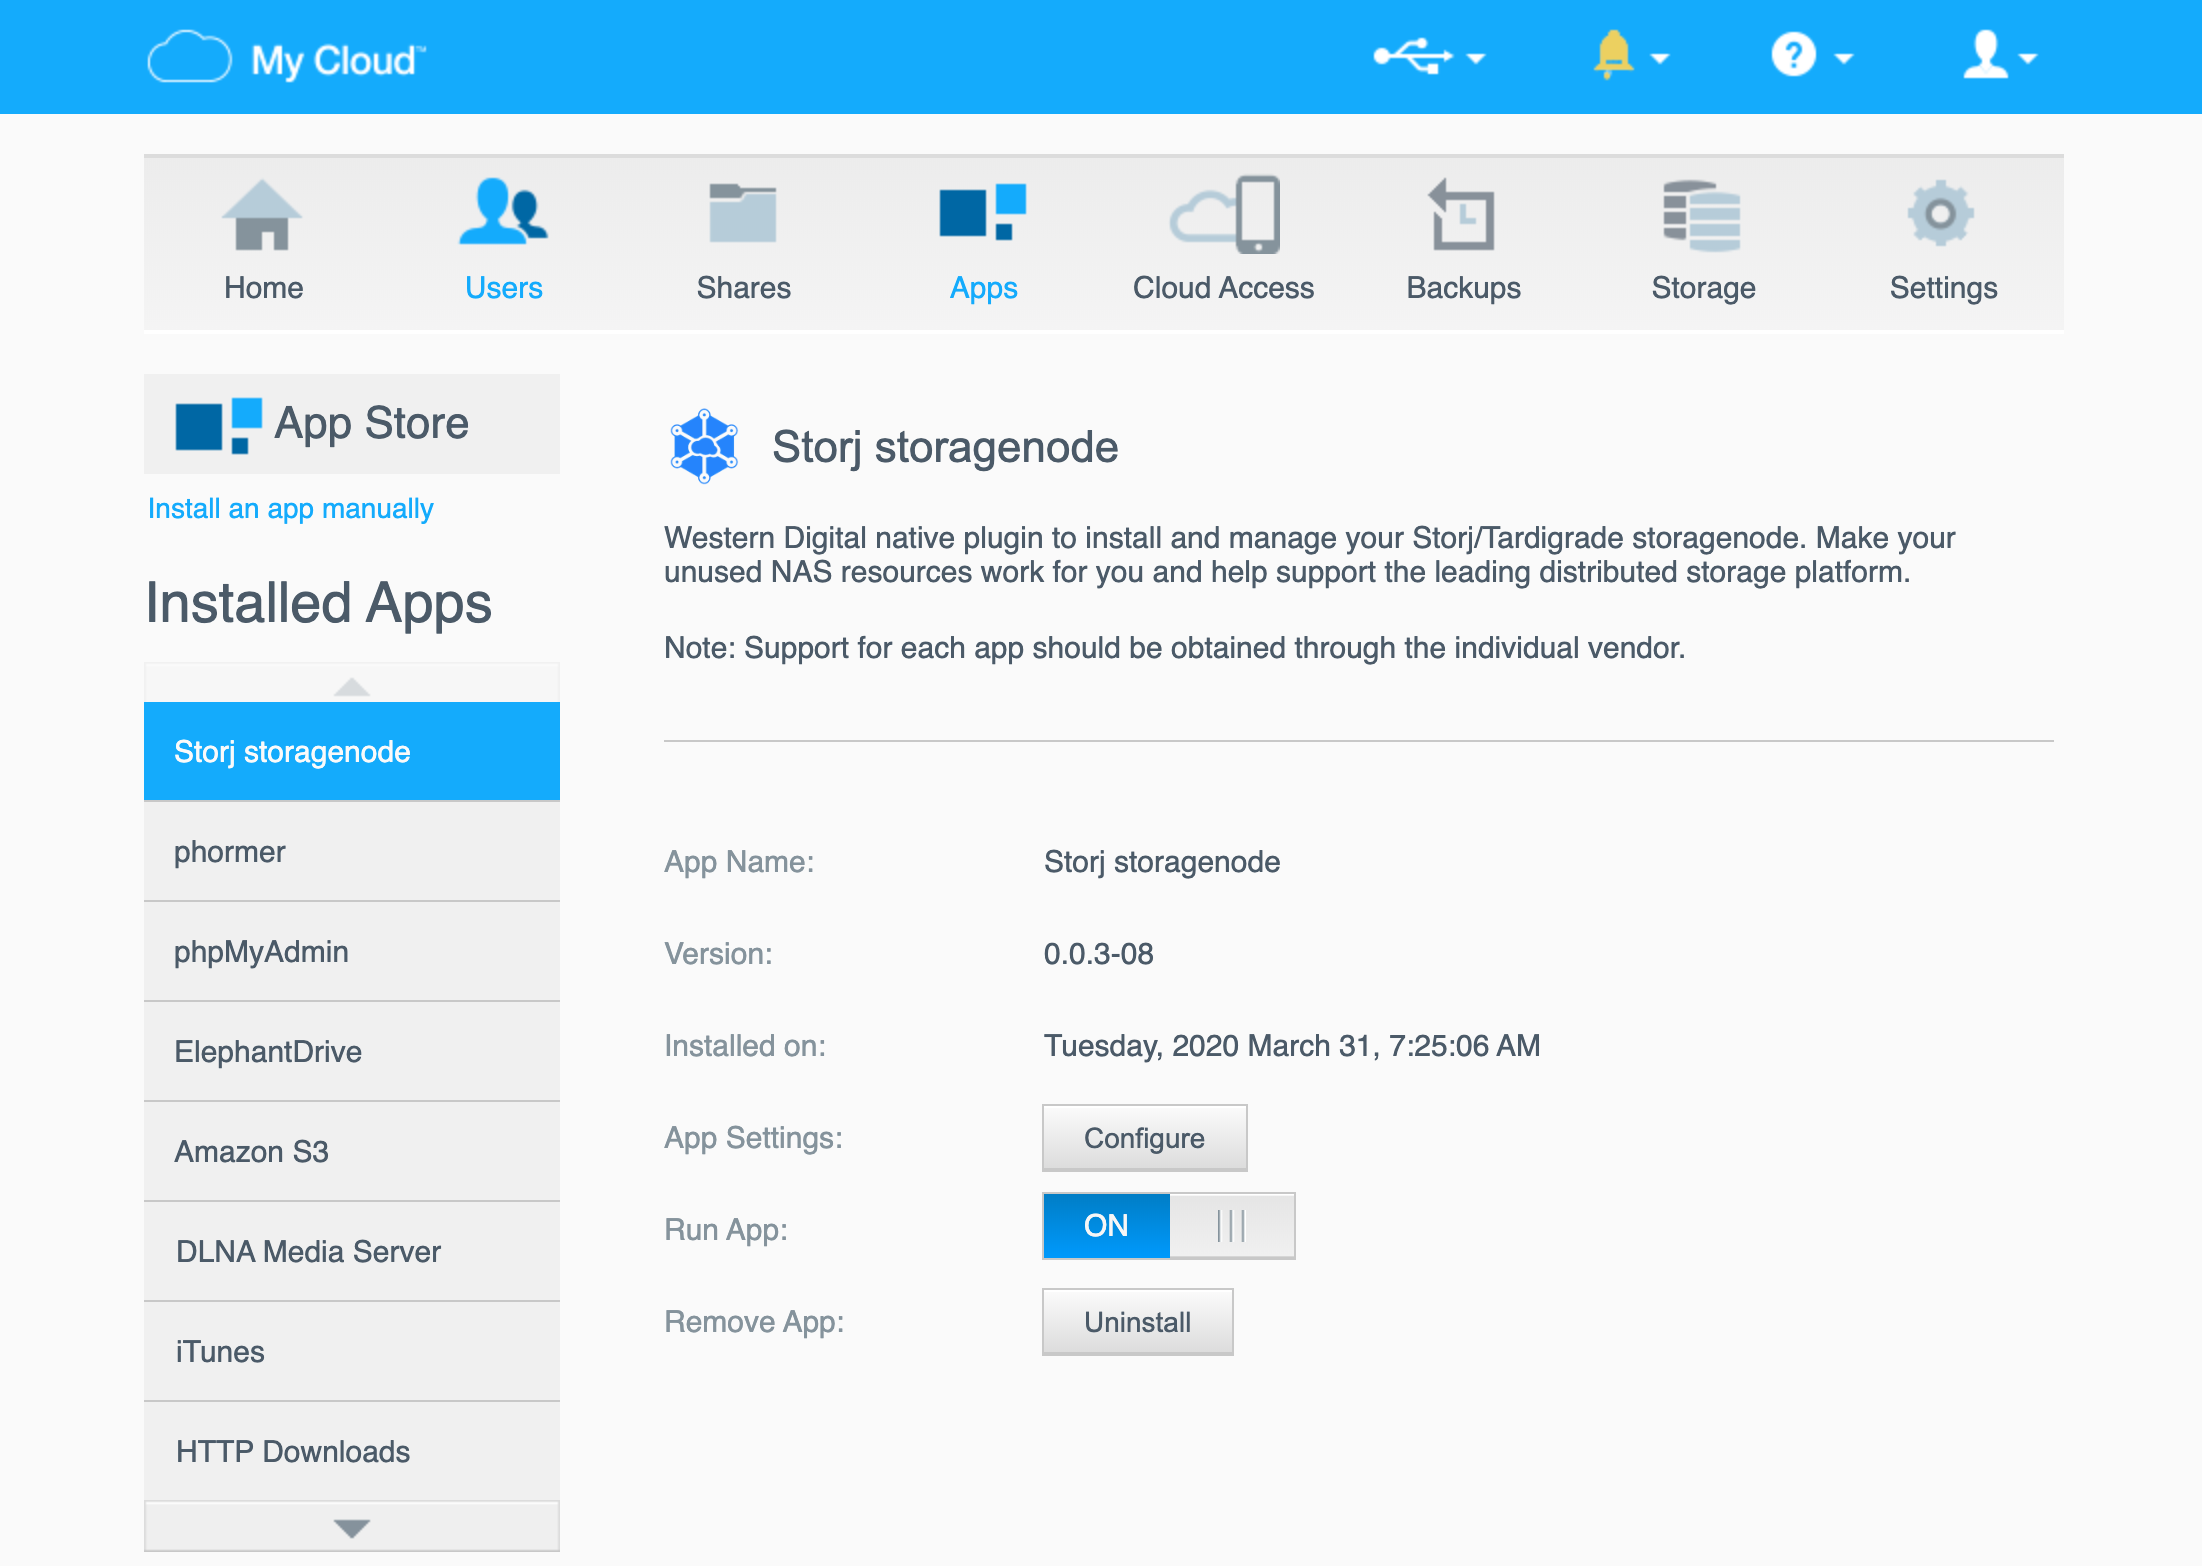 My Cloud™
Home
Users
Shares
Apps
Cloud Access
Backups
Storage
Settings
App Store
Install an app manually
Installed Apps
Storj storagenode
phormer
phpMyAdmin
ElephantDrive
Amazon S3
DLNA Media Server
iTunes
HTTP Downloads
Storj storagenode
Western Digital native plugin to install and manage your Storj/Tardigrade storagenode. Make your
unused NAS resources work for you and help support the leading distributed storage platform.
Note: Support for each app should be obtained through the individual vendor.
App Name: Storj storagenode
Version: 0.0.3-08
Installed on: Tuesday, 2020 March 31, 7:25:06 AM
App Settings: Configure
Run App: ON
Remove App: Uninstall